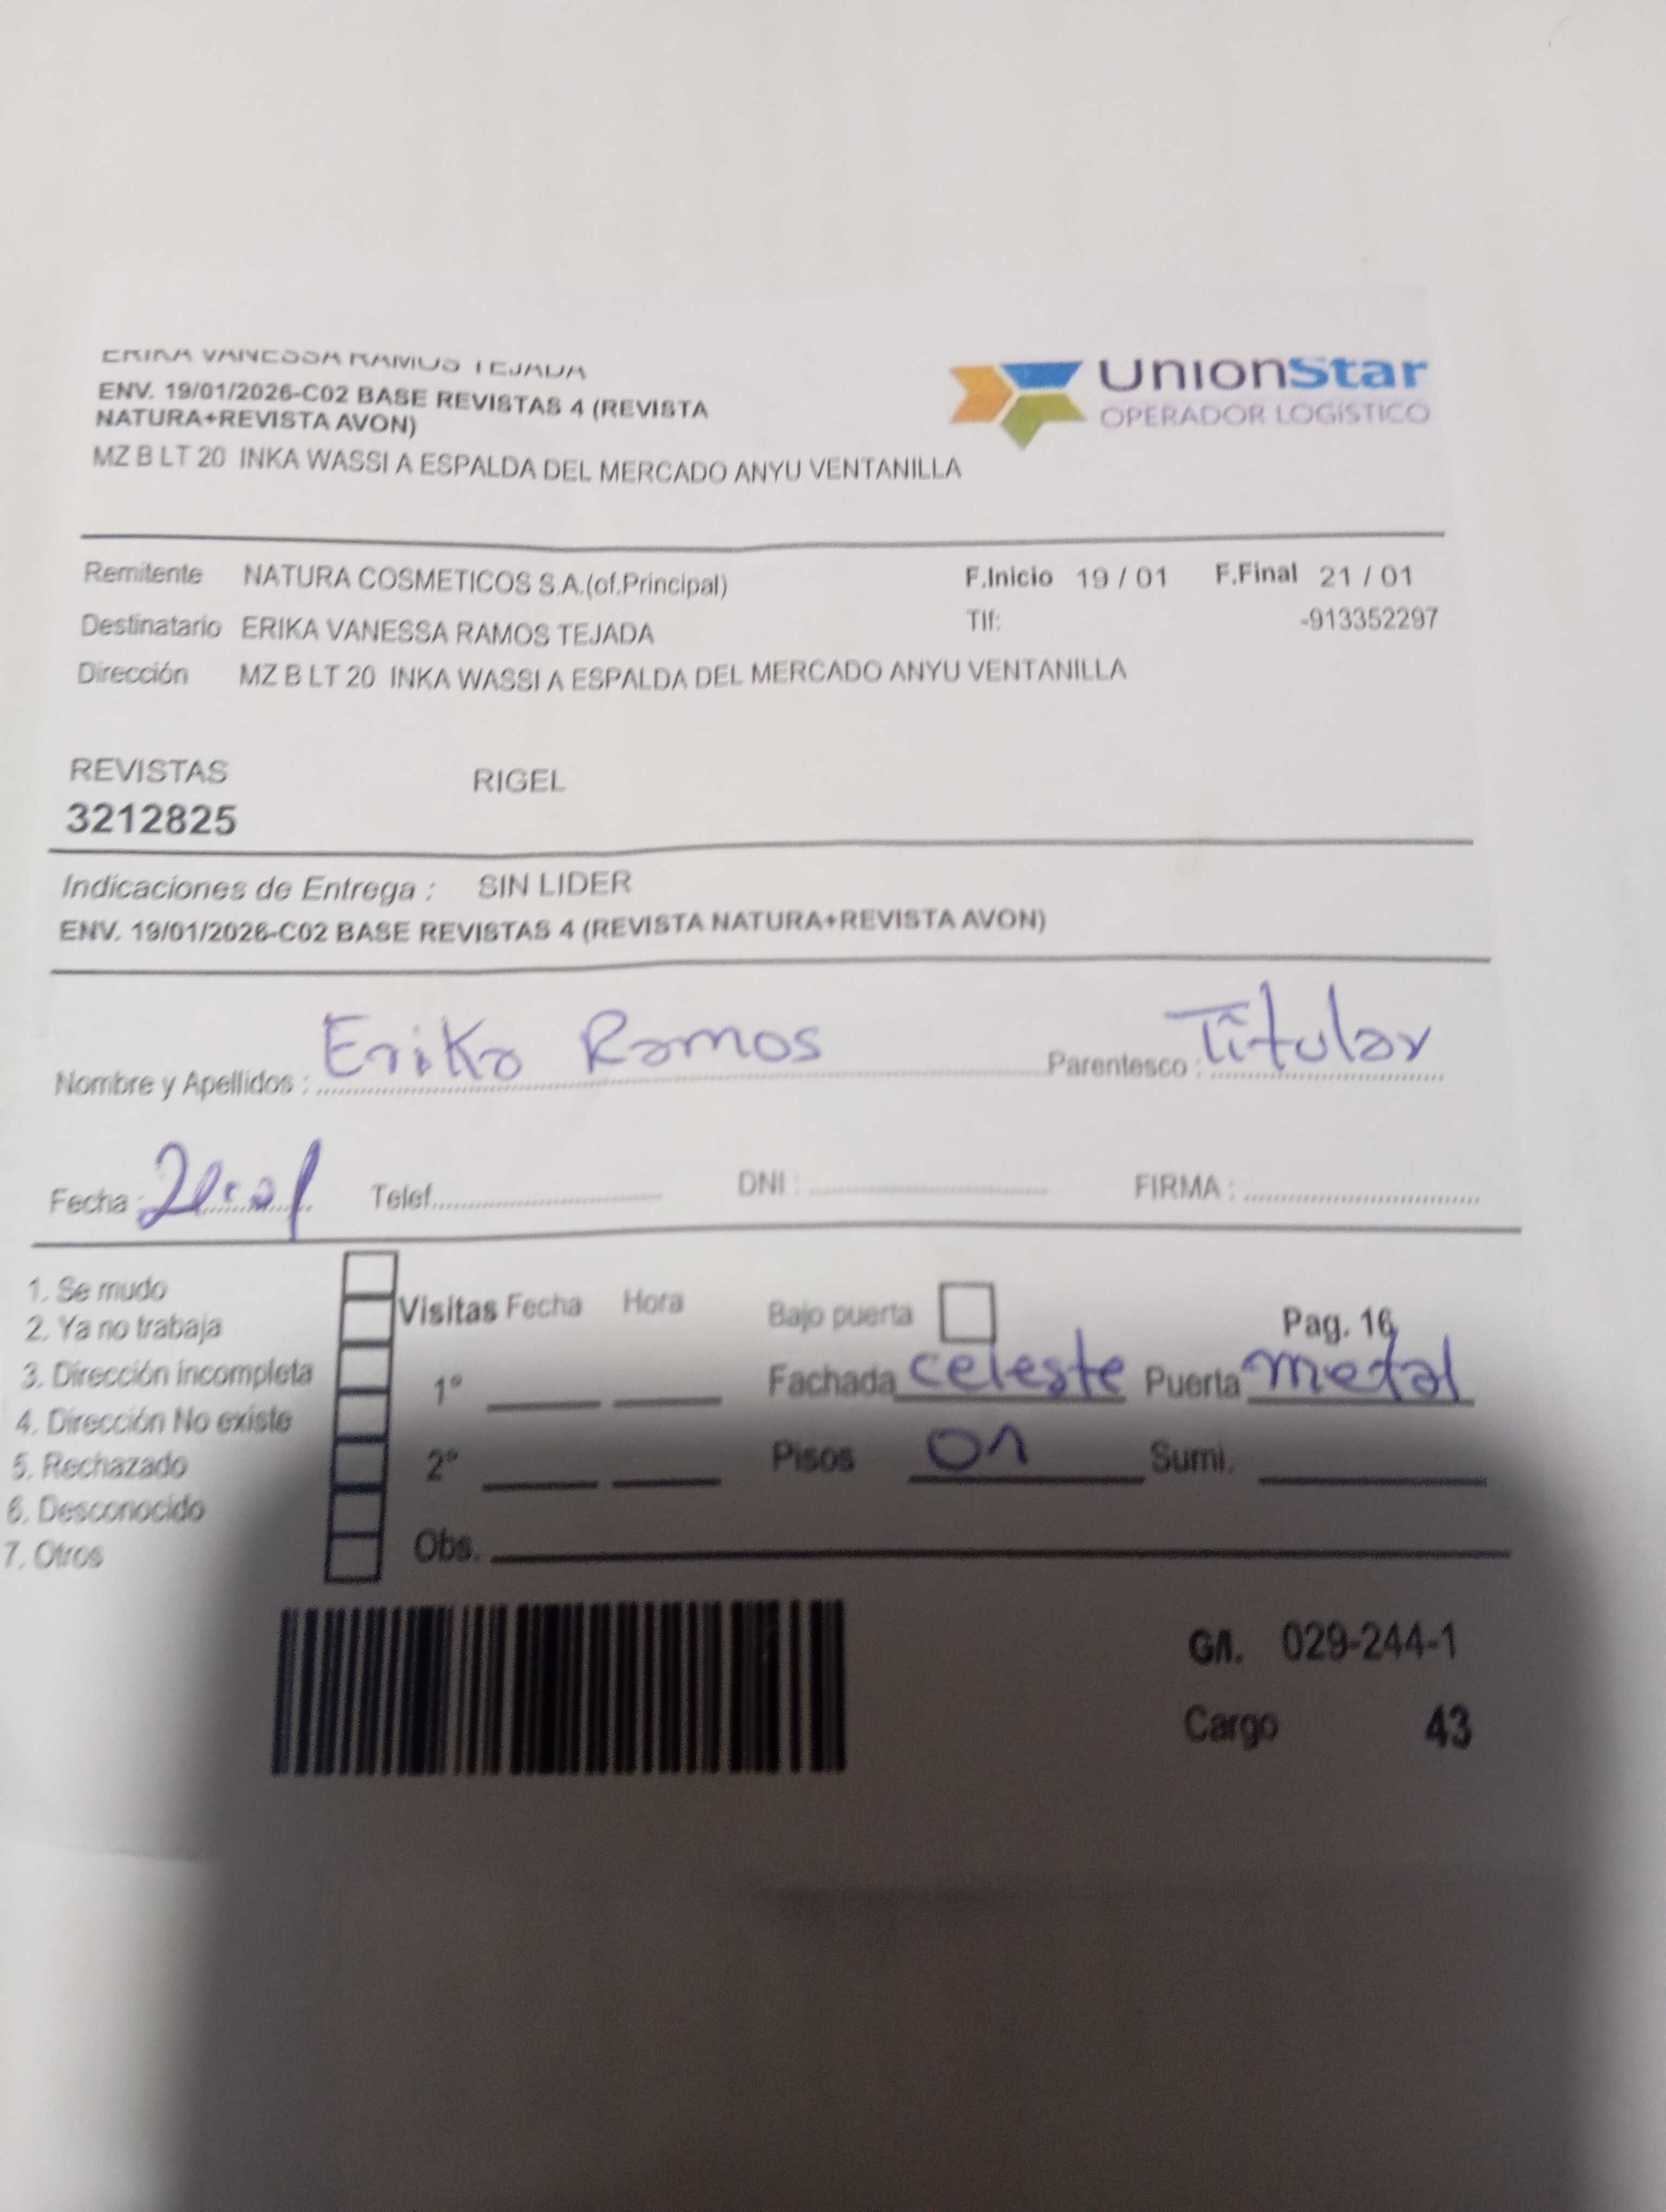 ERIKA VANESSA RAMOS TEJADA
ENV. 19/01/2026-C02 BASE REVISTAS 4 (REVISTA
NATURA+REVISTA AVON)
MZ B LT 20 INKA WASSI A ESPALDA DEL MERCADO ANYU VENTANILLA
UnionStar
OPERADOR LOGÍSTICO
Remitente NATURA COSMETICOS S.A.(of.Principal) F.Inicio 19 / 01 F.Final 21 / 01
Destinatario ERIKA VANESSA RAMOS TEJADA Tlf: -913352297
Dirección MZ B LT 20 INKA WASSI A ESPALDA DEL MERCADO ANYU VENTANILLA
REVISTAS RIGEL
3212825
Indicaciones de Entrega : SIN LIDER
ENV. 19/01/2026-C02 BASE REVISTAS 4 (REVISTA NATURA+REVISTA AVON)
Nombre y Apellidos : Erika Ramos Parentesco : Titular
Fecha : Telef. DNI : FIRMA :
1. Se mudo
2. Ya no trabaja
3. Dirección incompleta
4. Dirección No existe
5. Rechazado
6. Desconocido
7. Otros
Visitas Fecha Hora
1°
2°
Obs.
Bajo puerta Pag. 16
Fachada celeste Puerta metal
Pisos 01 Sumi.
G/I. 029-244-1
Cargo 43